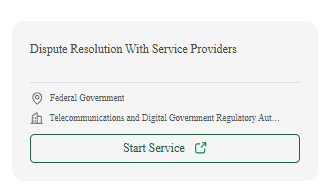 Dispute Resolution With Service Providers
Federal Government
Telecommunications and Digital Government Regulatory Aut...
Start Service